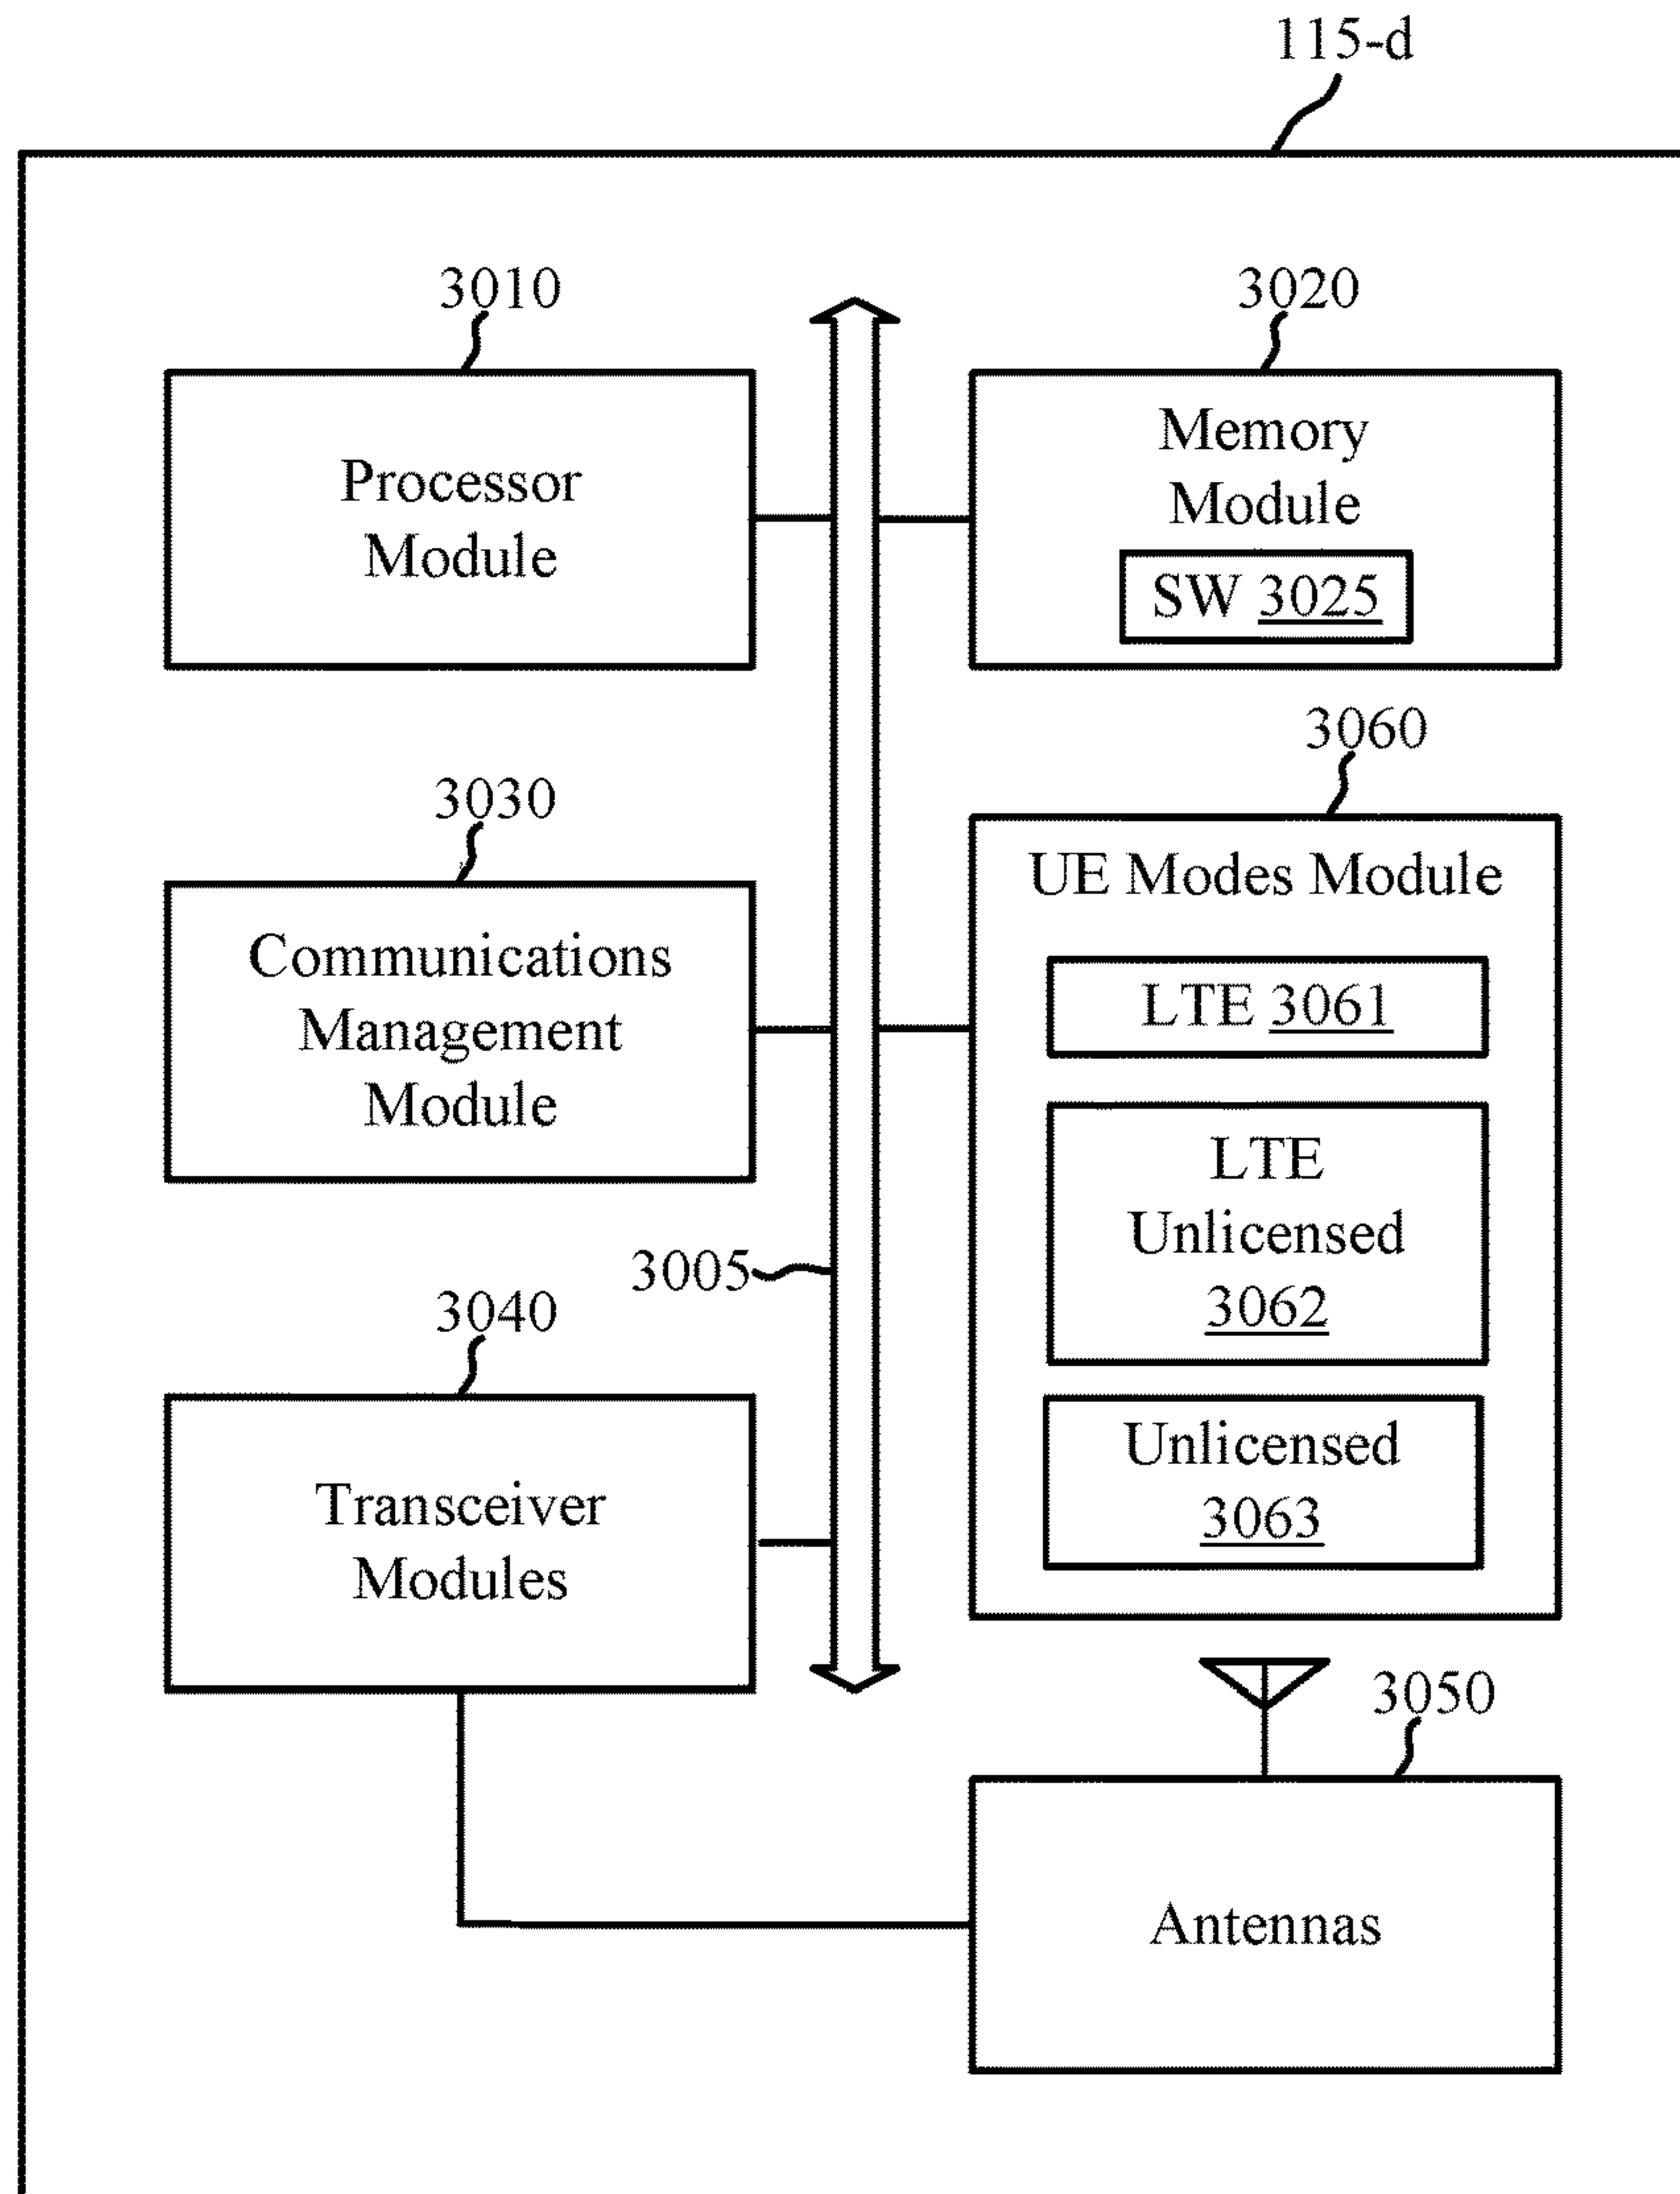 115-d
3010
3020
Processor
Module
Memory
Module
SW 3025
3060
3030
UE Modes Module
Communications
Management
Module
LTE 3061
LTE
Unlicensed
3062
3005
3040
Transceiver
Modules
Unlicensed
3063
3050
Antennas